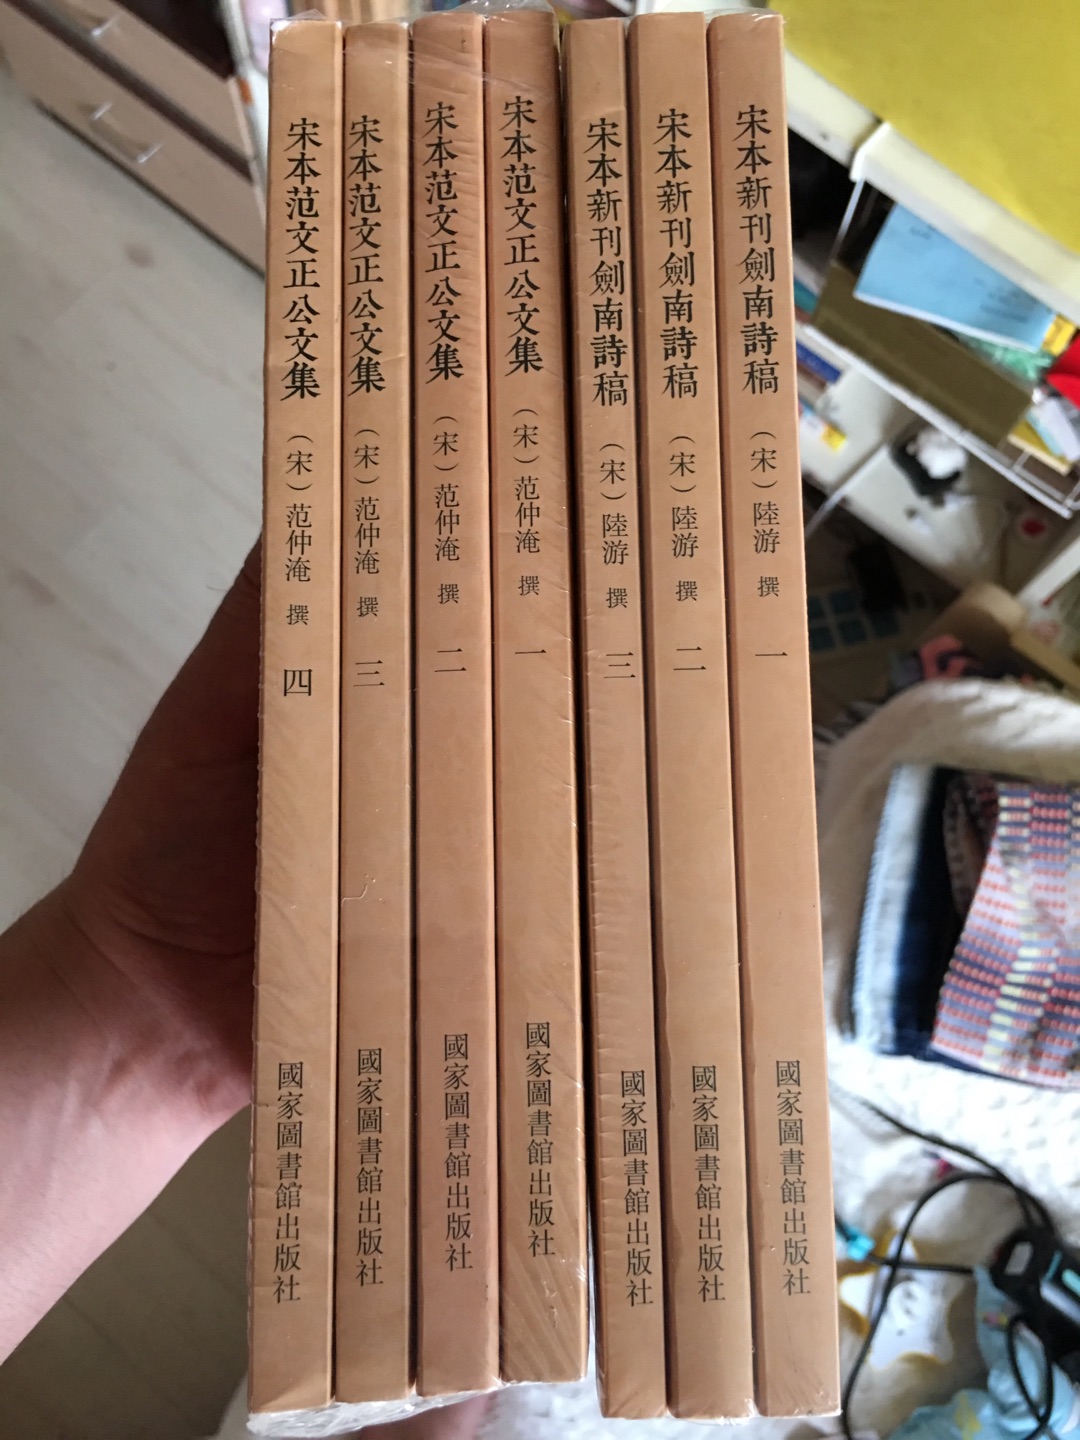 宋本新刊劍南詩稿 （宋）陸游 撰 一 國家圖書館出版社
宋本新刊劍南詩稿 （宋）陸游 撰 二 國家圖書館出版社
宋本新刊劍南詩稿 （宋）陸游 撰 三 國家圖書館出版社
宋本范文正公文集 （宋）范仲淹 撰 一 國家圖書館出版社
宋本范文正公文集 （宋）范仲淹 撰 二 國家圖書館出版社
宋本范文正公文集 （宋）范仲淹 撰 三 國家圖書館出版社
宋本范文正公文集 （宋）范仲淹 撰 四 國家圖書館出版社